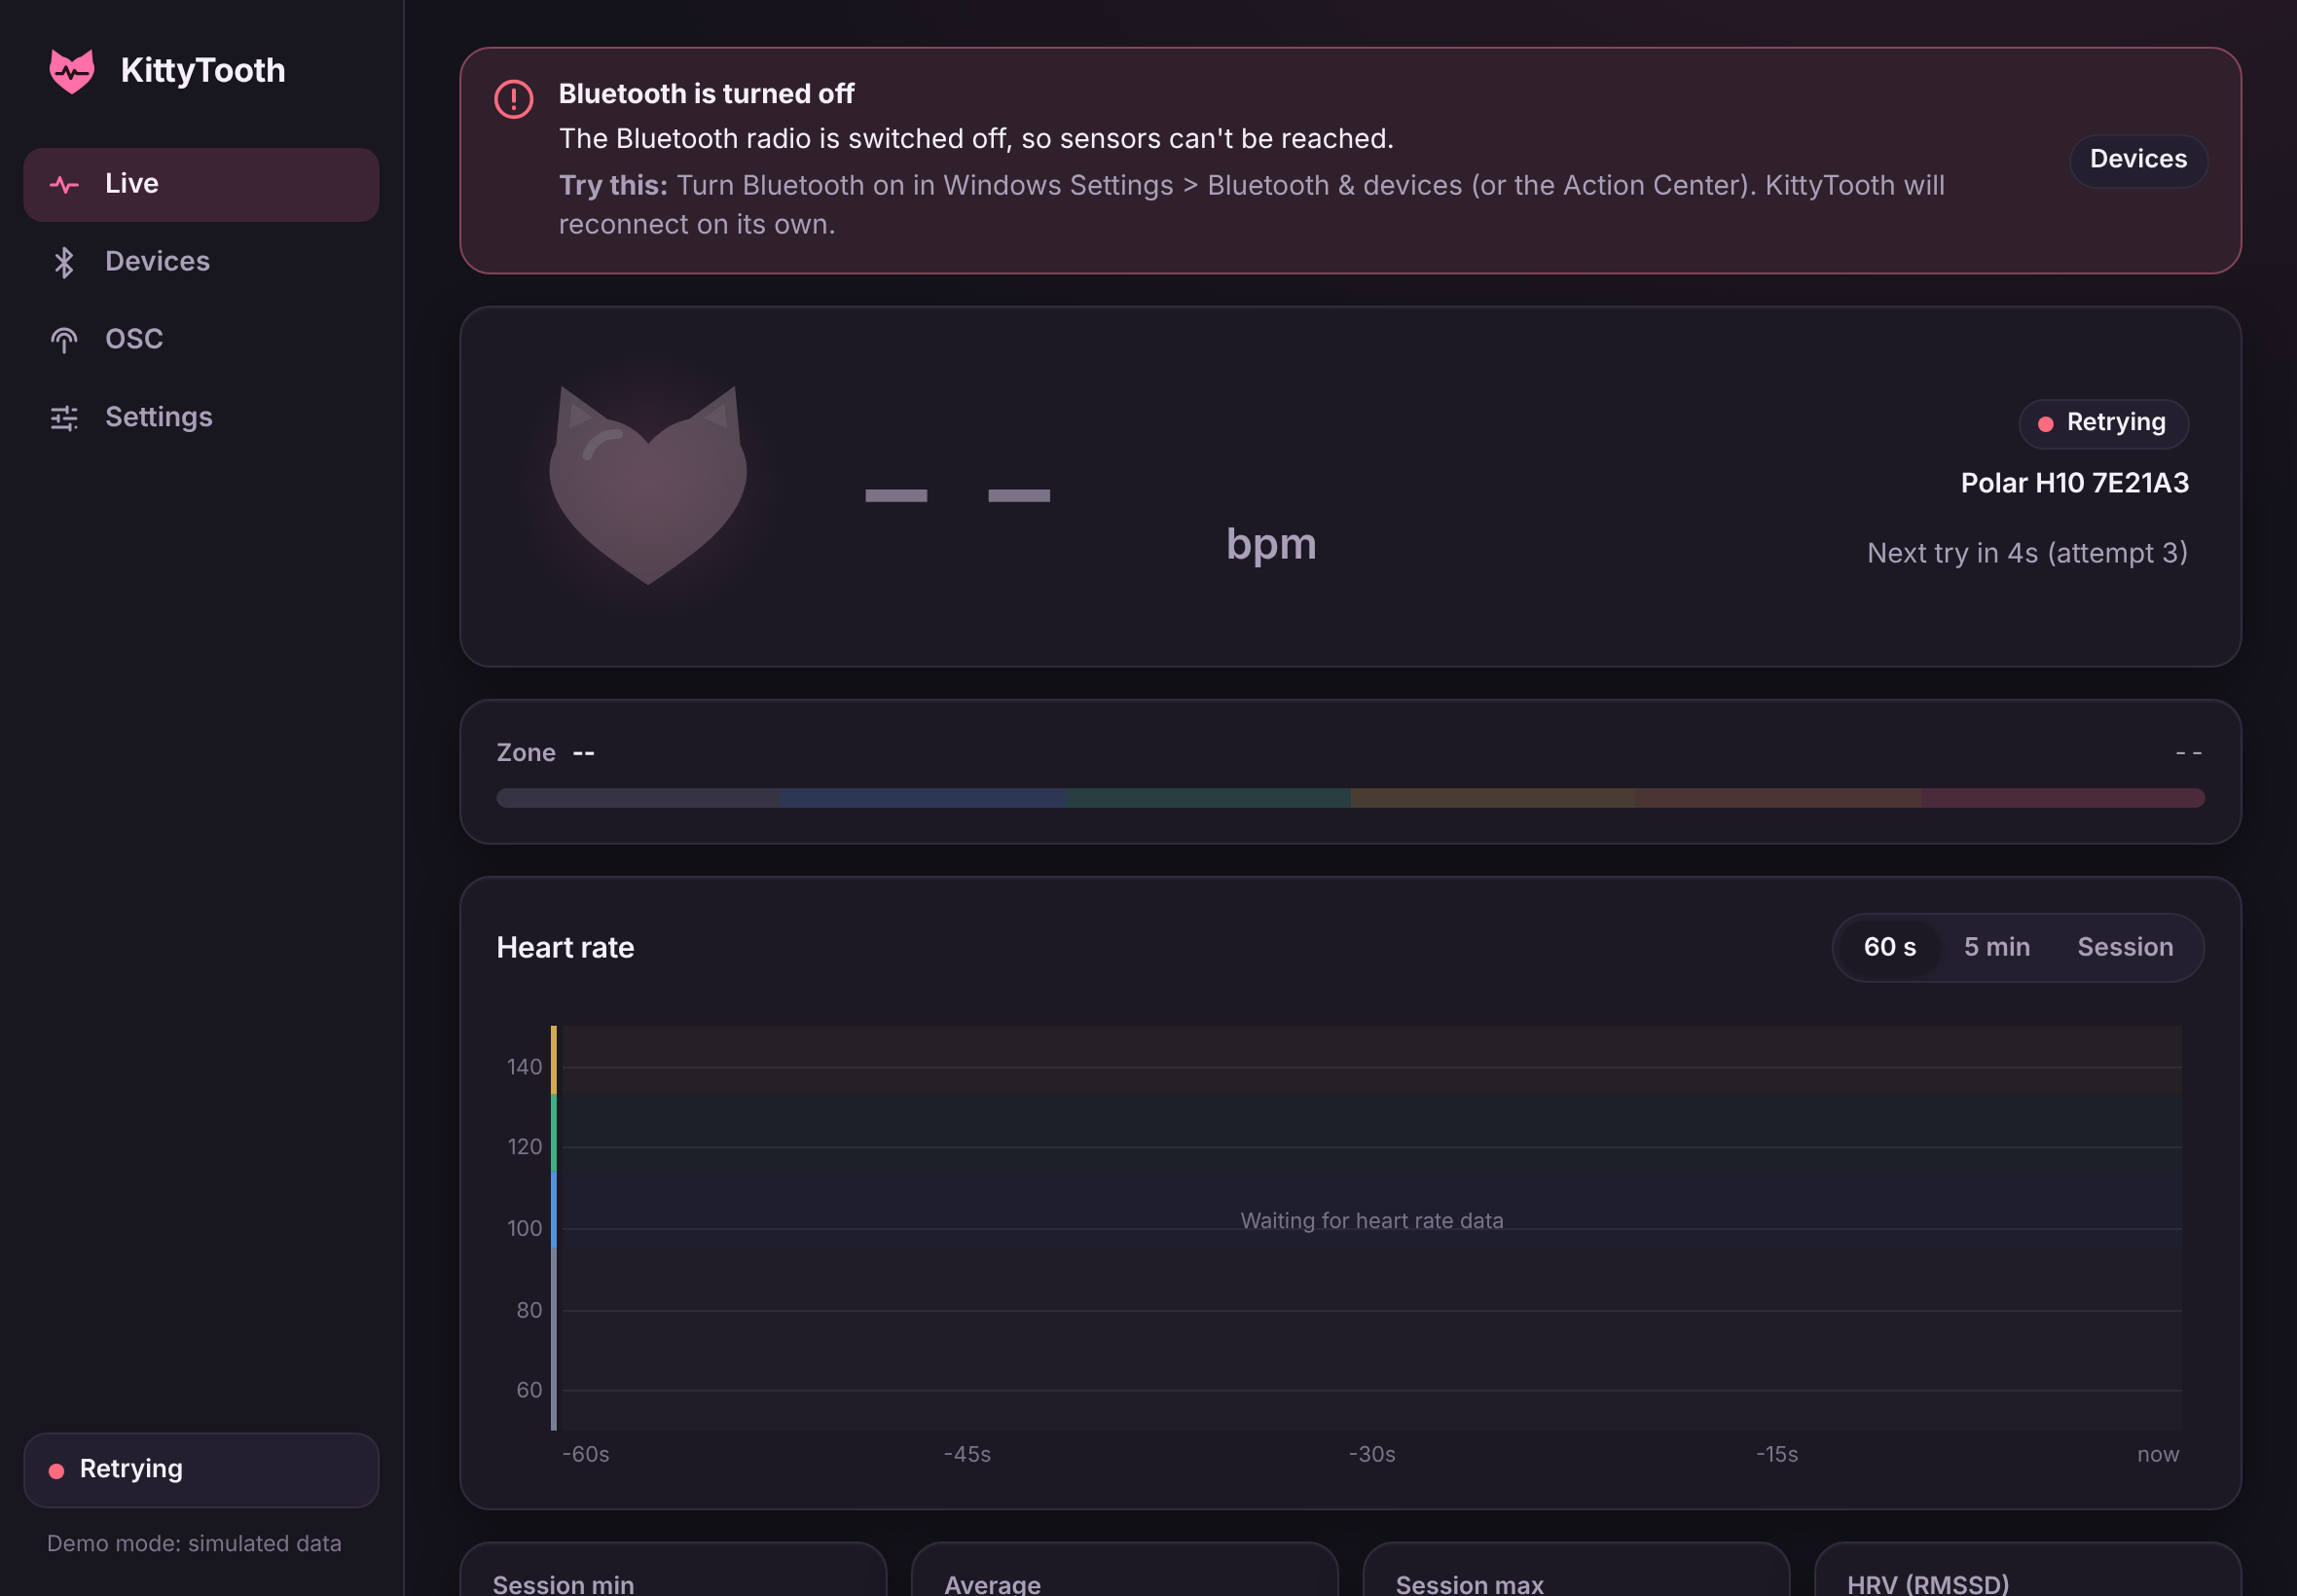 KittyTooth
Live
Devices
OSC
Settings
Retrying
Demo mode: simulated data
Bluetooth is turned off
The Bluetooth radio is switched off, so sensors can't be reached.
Try this: Turn Bluetooth on in Windows Settings > Bluetooth & devices (or the Action Center). KittyTooth will
reconnect on its own.
Devices
— —
bpm
Retrying
Polar H10 7E21A3
Next try in 4s (attempt 3)
Zone --
--
Heart rate
60 s
5 min
Session
140
120
100
80
60
Waiting for heart rate data
-60s
-45s
-30s
-15s
now
Session min
Average
Session max
HRV (RMSSD)